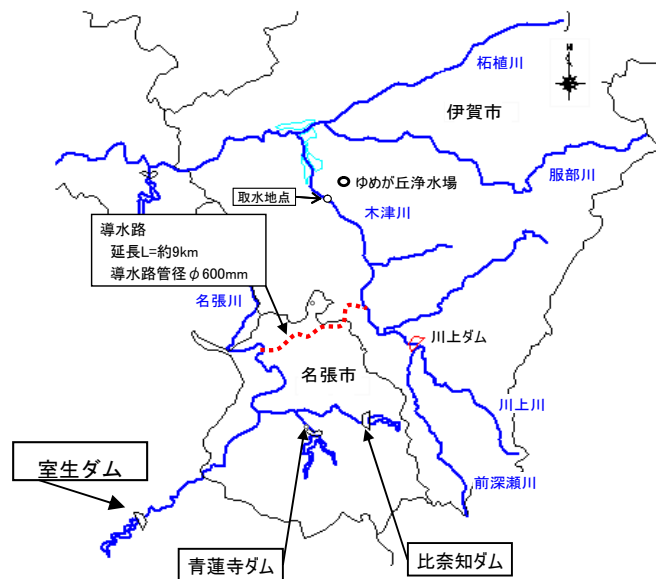 柘植川
伊賀市
服部川
ゆめが丘浄水場
取水地点
木津川
導水路
延長L=約9km
導水路管径φ600mm
名張川
川上ダム
名張市
川上川
室生ダム
前深瀬川
青蓮寺ダム
比奈知ダム